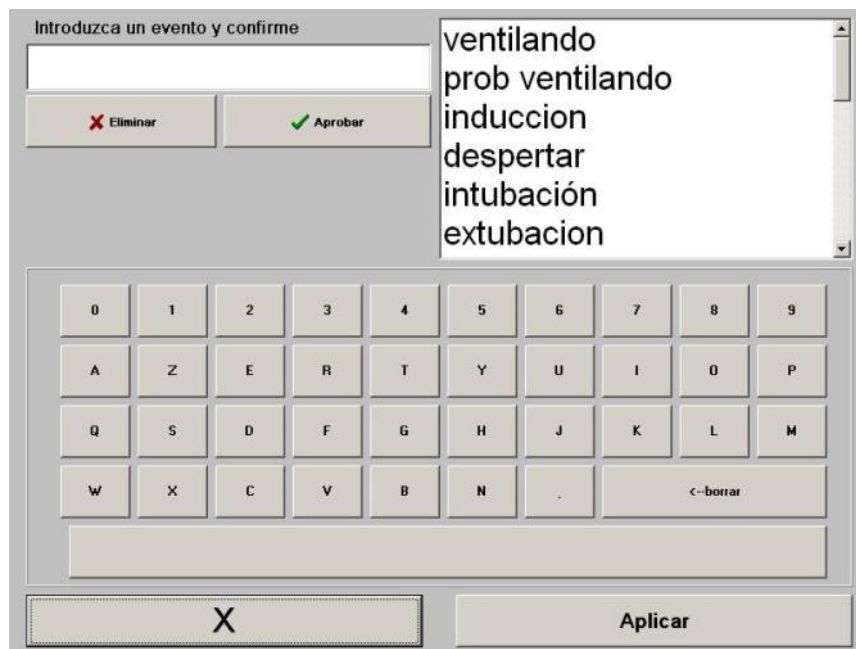 Introduzca un evento y confirme
Eliminar
Aprobar
ventilando
prob ventilando
induccion
despertar
intubación
extubacion
0 1 2 3 4 5 6 7 8 9
A Z E R T Y U I O P
Q S D F G H J K L M
W X C V B N . <--borrar
X
Aplicar